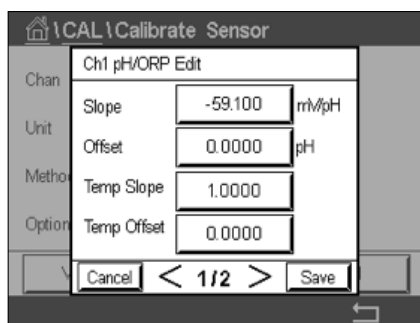 \CAL\Calibrate Sensor
Ch1 pH/ORP Edit
Chan
Slope -59.100 mV/pH
Unit
Offset 0.0000 pH
Metho
Temp Slope 1.0000
Option
Temp Offset 0.0000
Cancel < 1/2 > Save